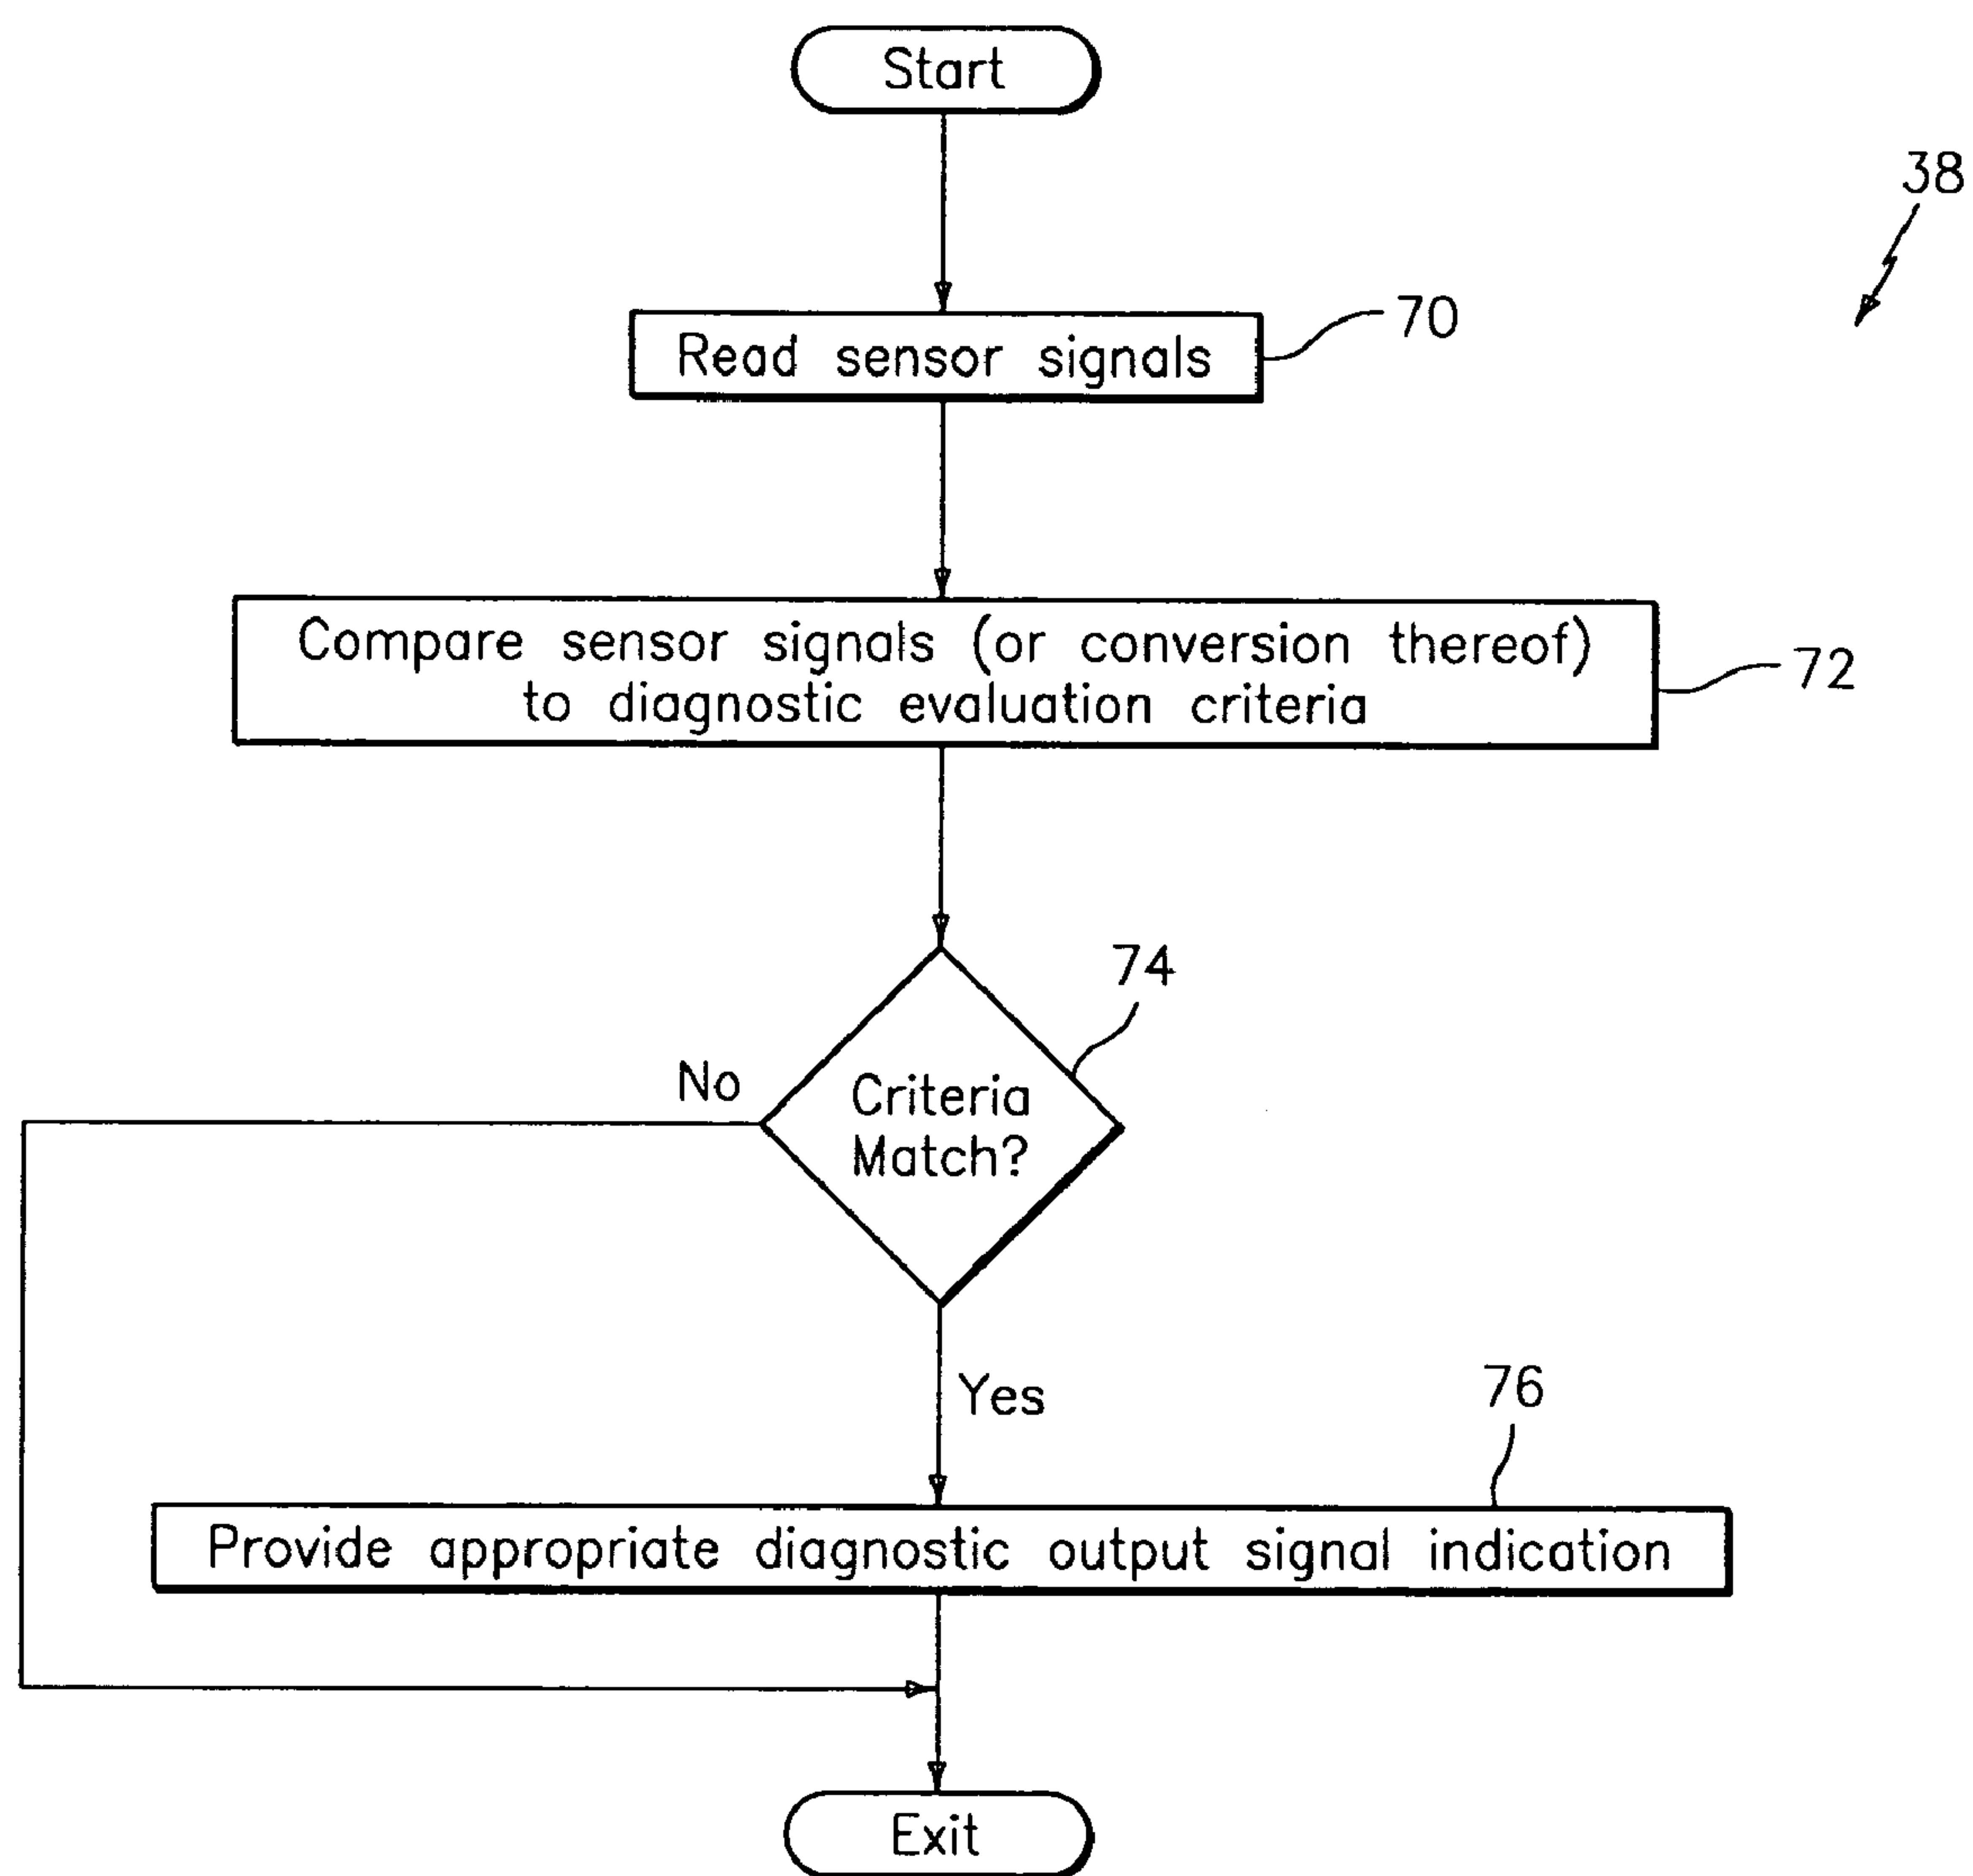 Start
38
Read sensor signals
70
Compare sensor signals (or conversion thereof)
to diagnostic evaluation criteria
72
74
No
Criteria
Match?
Yes
76
Provide appropriate diagnostic output signal indication
Exit